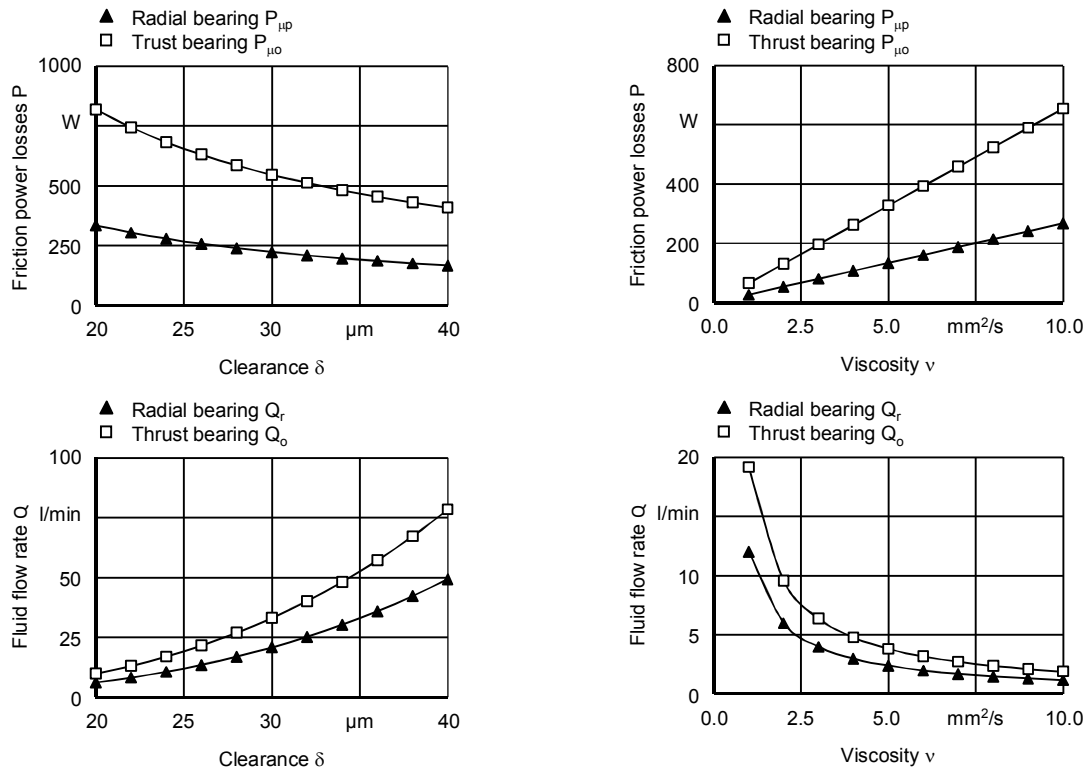 Radial bearing Pμp
Trust bearing Pμo
1000
W
500
250
0
20
25
30
μm
40
Friction power losses P
Clearance δ
Radial bearing Pμp
Thrust bearing Pμo
800
W
400
200
0
0.0
2.5
5.0
mm²/s
10.0
Friction power losses P
Viscosity ν
Radial bearing Qr
Thrust bearing Qo
100
l/min
50
25
0
20
25
30
μm
40
Fluid flow rate Q
Clearance δ
Radial bearing Qr
Thrust bearing Qo
20
l/min
10
5
0
0.0
2.5
5.0
mm²/s
10.0
Fluid flow rate Q
Viscosity ν